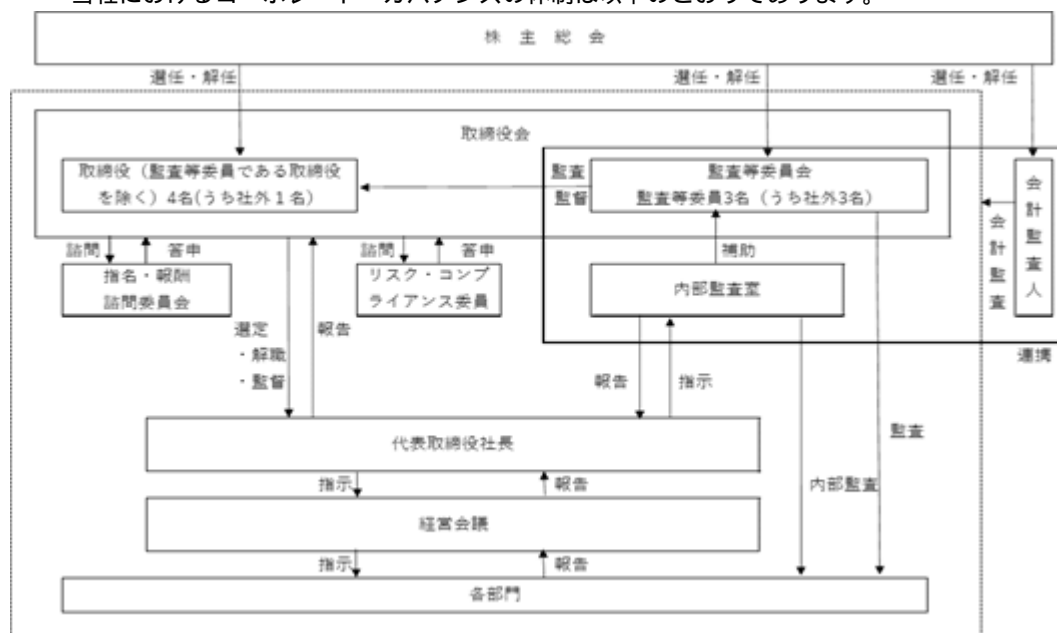 当社におけるコーポレート・ガバナンスの体制は以下のとおりであります。
株主総会
選任・解任
選任・解任
選任・解任
取締役会
取締役（監査等委員である取締役
を除く）4名(うち社外１名）
監査
監督
監査等委員会
監査等委員3名（うち社外3名）
会計監査人
会計監査
諮問
答申
諮問
答申
補助
指名・報酬
諮問委員会
リスク・コンプ
ライアンス委員
内部監査室
連携
選定
・解職
・監督
報告
報告
指示
監査
代表取締役社長
指示
報告
内部監査
経営会議
指示
報告
各部門